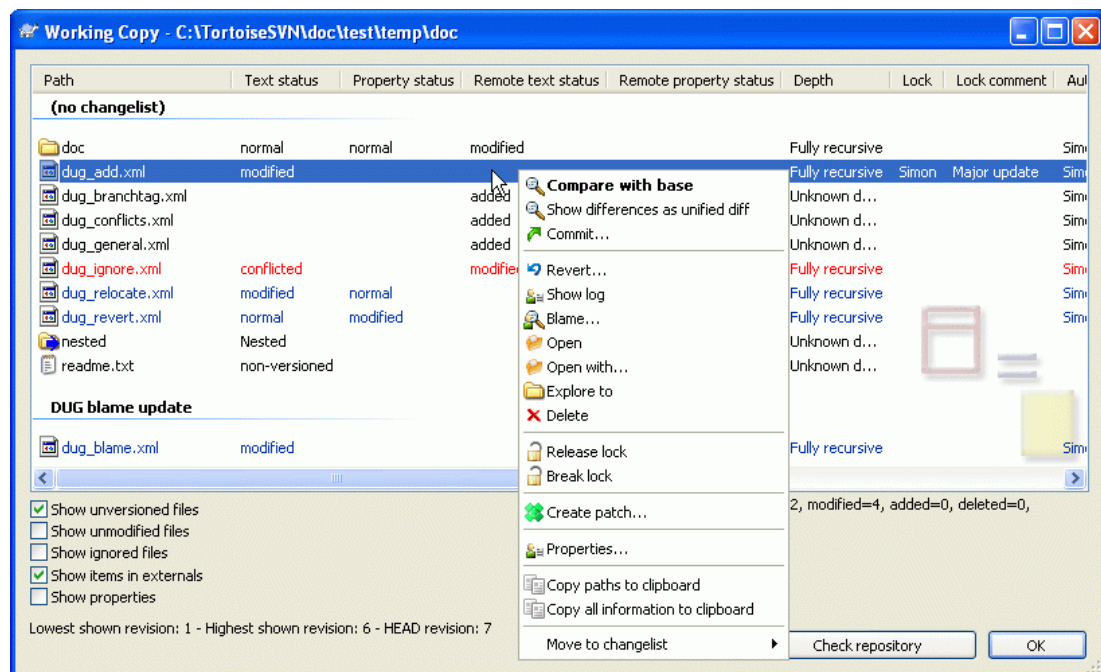 Working Copy - C:\TortoiseSVN\doc\test\temp\doc
Path Text status Property status Remote text status Remote property status Depth Lock Lock comment
(no changelist)
doc normal normal modified Fully recursive
dug_add.xml modified Fully recursive Simon Major update
dug_branchtag.xml added Unknown d...
dug_conflicts.xml added Unknown d...
dug_general.xml added Unknown d...
dug_ignore.xml conflicted Fully recursive
dug_relocate.xml modified normal Fully recursive
dug_revert.xml normal modified Fully recursive
nested Nested Unknown d...
readme.txt non-versioned Unknown d...
DUG blame update
dug_blame.xml modified Fully recursive
Compare with base
Show differences as unified diff
Commit...
Revert...
Show log
Blame...
Open
Open with...
Explore to
Delete
Release lock
Break lock
Create patch...
Properties...
Copy paths to clipboard
Copy all information to clipboard
Move to changelist
Show unversioned files
Show unmodified files
Show ignored files
Show items in externals
Show properties
2, modified=4, added=0, deleted=0,
Lowest shown revision: 1 - Highest shown revision: 6 - HEAD revision: 7
Check repository
OK